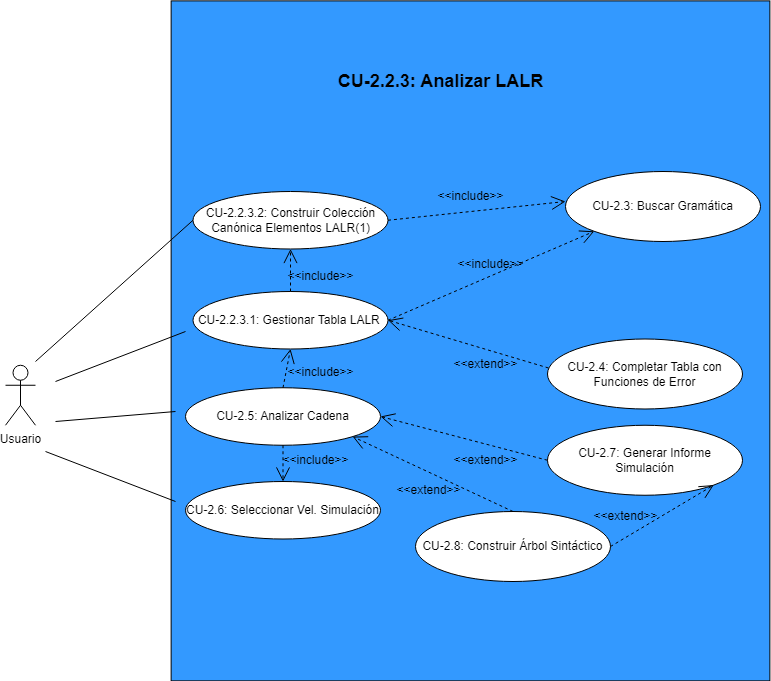 CU-2.2.3: Analizar LALR
<<include>>
CU-2.2.3.2: Construir Colección
Canónica Elementos LALR(1)
CU-2.3: Buscar Gramática
<<include>>
<<include>>
CU-2.2.3.1: Gestionar Tabla LALR
<<extend>>
CU-2.4: Completar Tabla con
Funciones de Error
<<include>>
CU-2.5: Analizar Cadena
Usuario
<<include>>
<<extend>>
CU-2.7: Generar Informe
Simulación
<<extend>>
CU-2.6: Seleccionar Vel. Simulación
<<extend>>
CU-2.8: Construir Árbol Sintáctico